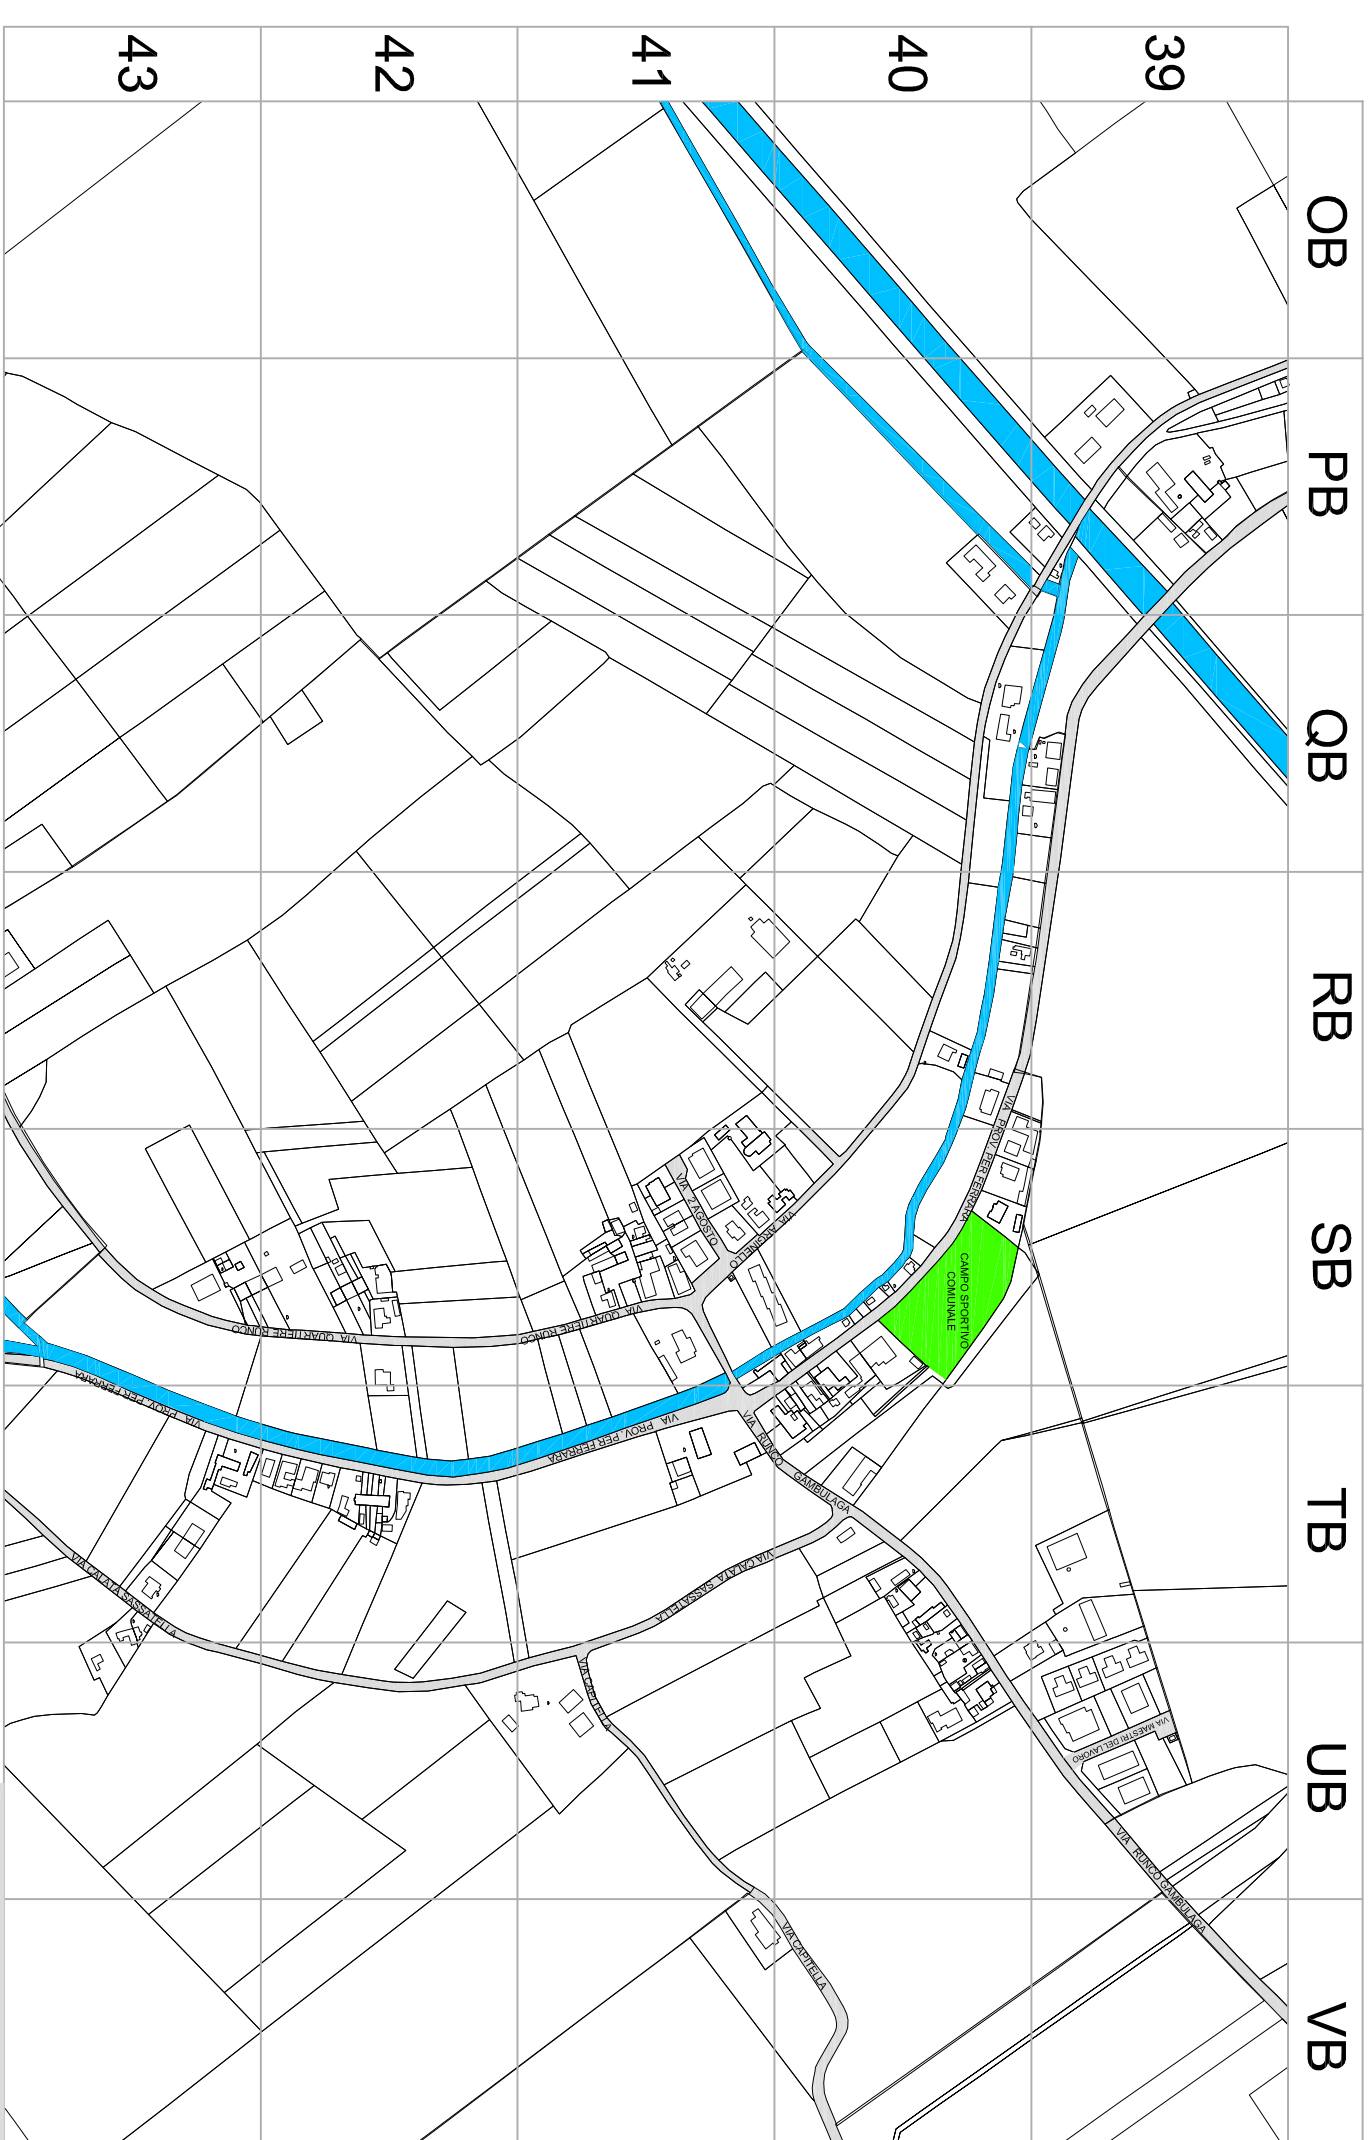 43
42
41
40
39
OB
PB
QB
RB
SB
TB
UB
VB
VIA PROV. PER FERRARA
CAMPO SPORTIVO
COMUNALE
VIA 2 AGOSTO
VIA ARGINELLO
VIA QUARTIERE RUNCO
VIA QUARTIERE RUNCO
VIA PROV. PER FERRARA
VIA PROV. PER FERRARA
VIA RUNCO GAMBULAGA
VIA CALATA SASSATELLA
VIA CALATA SASSATELLA
VIA CAPITELLA
VIA MAESTRI DEL LAVORO
VIA RUNCO GAMBULAGA
VIA CAPITELLA